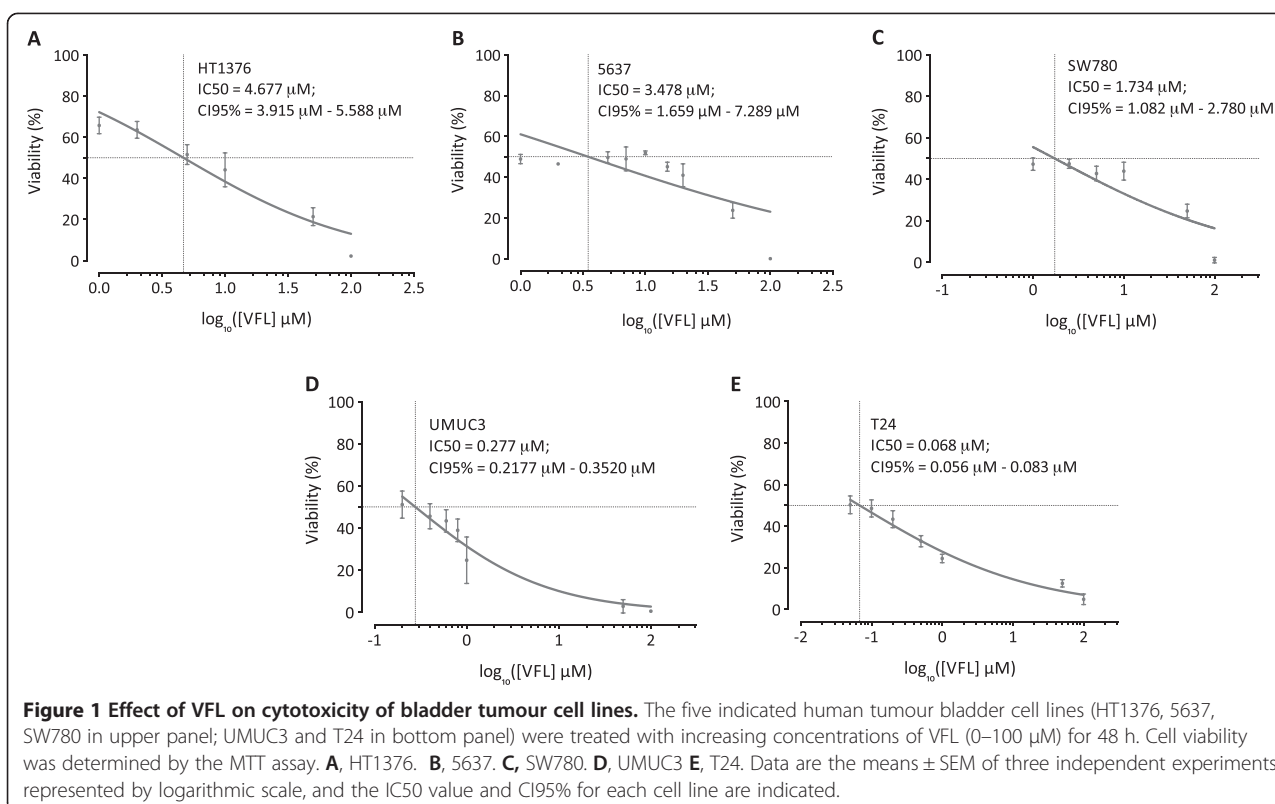 A
HT1376
IC50 = 4.677 µM;
CI95% = 3.915 µM - 5.588 µM
Viability (%)
100
80
60
40
20
0
0.0 0.5 1.0 1.5 2.0 2.5
log10([VFL] µM)
B
5637
IC50 = 3.478 µM;
CI95% = 1.659 µM - 7.289 µM
Viability (%)
100
80
60
40
20
0
0.0 0.5 1.0 1.5 2.0 2.5
log10([VFL] µM)
C
SW780
IC50 = 1.734 µM;
CI95% = 1.082 µM - 2.780 µM
Viability (%)
100
80
60
40
20
0
-1 0 1 2
log10([VFL] µM)
D
UMUC3
IC50 = 0.277 µM;
CI95% = 0.2177 µM - 0.3520 µM
Viability (%)
100
80
60
40
20
0
-1 0 1 2
log10([VFL] µM)
E
T24
IC50 = 0.068 µM;
CI95% = 0.056 µM - 0.083 µM
Viability (%)
100
80
60
40
20
0
-2 -1 0 1 2
log10([VFL] µM)
Figure 1 Effect of VFL on cytotoxicity of bladder tumour cell lines. The five indicated human tumour bladder cell lines (HT1376, 5637,
SW780 in upper panel; UMUC3 and T24 in bottom panel) were treated with increasing concentrations of VFL (0–100 µM) for 48 h. Cell viability
was determined by the MTT assay. A, HT1376. B, 5637. C, SW780. D, UMUC3 E, T24. Data are the means ± SEM of three independent experiments
represented by logarithmic scale, and the IC50 value and CI95% for each cell line are indicated.